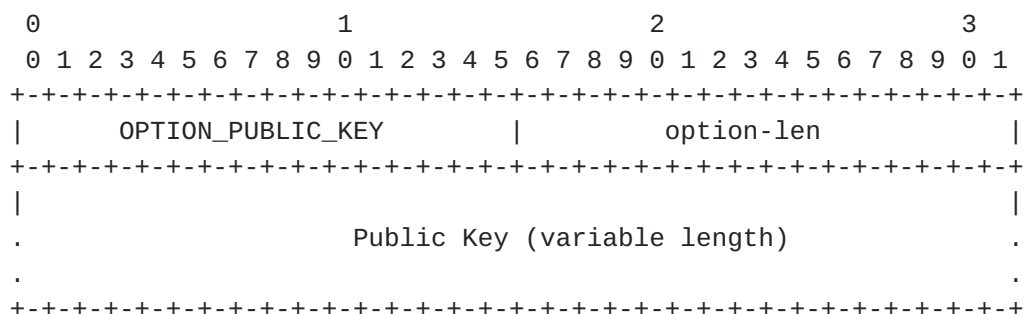 0                   1                   2                   3
 0 1 2 3 4 5 6 7 8 9 0 1 2 3 4 5 6 7 8 9 0 1 2 3 4 5 6 7 8 9 0 1
+-+-+-+-+-+-+-+-+-+-+-+-+-+-+-+-+-+-+-+-+-+-+-+-+-+-+-+-+-+-+-+-+
|      OPTION_PUBLIC_KEY        |         option-len            |
+-+-+-+-+-+-+-+-+-+-+-+-+-+-+-+-+-+-+-+-+-+-+-+-+-+-+-+-+-+-+-+-+
|                                                               |
.                     Public Key (variable length)              .
.                                                               .
+-+-+-+-+-+-+-+-+-+-+-+-+-+-+-+-+-+-+-+-+-+-+-+-+-+-+-+-+-+-+-+-+